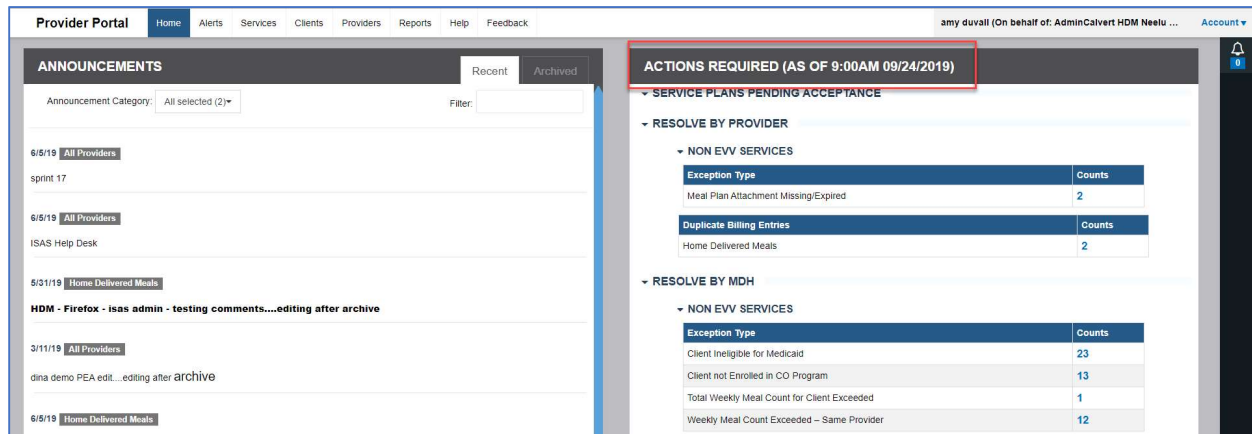 Provider Portal Home Alerts Services Clients Providers Reports Help Feedback amy duvall (On behalf of: AdminCalvert HDM Neelu ... Account
0
ANNOUNCEMENTS
Recent Archived
Announcement Category: All selected (2)
Filter:
6/5/19 All Providers
sprint 17
6/5/19 All Providers
ISAS Help Desk
5/31/19 Home Delivered Meals
HDM - Firefox - isas admin - testing comments....editing after archive
3/11/19 All Providers
dina demo PEA edit....editing after archive
6/5/19 Home Delivered Meals
ACTIONS REQUIRED (AS OF 9:00AM 09/24/2019)
SERVICE PLANS PENDING ACCEPTANCE
RESOLVE BY PROVIDER
NON EVV SERVICES
Exception Type Counts
Meal Plan Attachment Missing/Expired 2
Duplicate Billing Entries Counts
Home Delivered Meals 2
RESOLVE BY MDH
NON EVV SERVICES
Exception Type Counts
Client Ineligible for Medicaid 23
Client not Enrolled in CO Program 13
Total Weekly Meal Count for Client Exceeded 1
Weekly Meal Count Exceeded – Same Provider 12